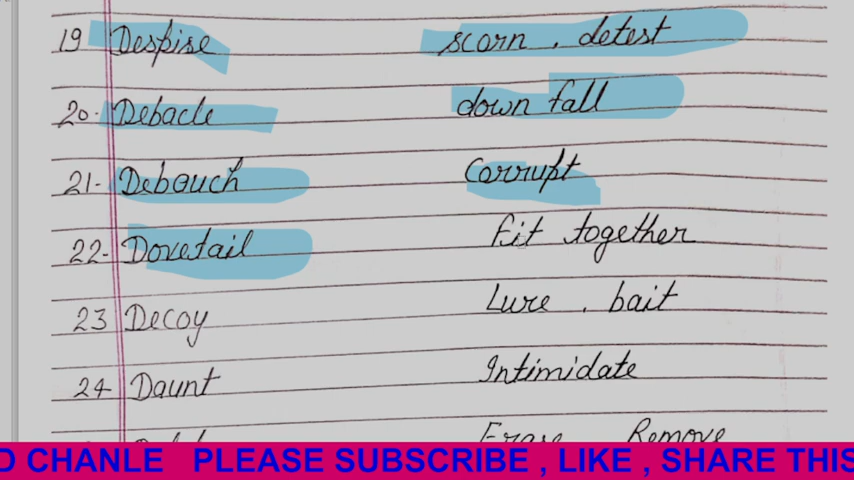 19 Despise scorn , detest
20. Debacle down fall
21. Debauch Corrupt
22. Dovetail Fit together
23 Decoy Lure , bait
24 Daunt Intimidate
Erase Remove
D CHANLE PLEASE SUBSCRIBE , LIKE , SHARE THIS